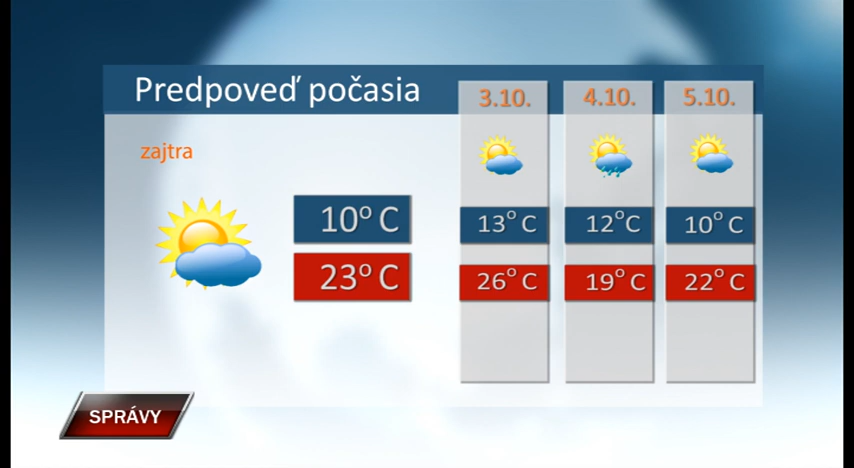 Predpoveď počasia
zajtra
10° C
23° C
3.10.
13° C
26° C
4.10.
12°C
19° C
5.10.
10° C
22° C
SPRÁVY